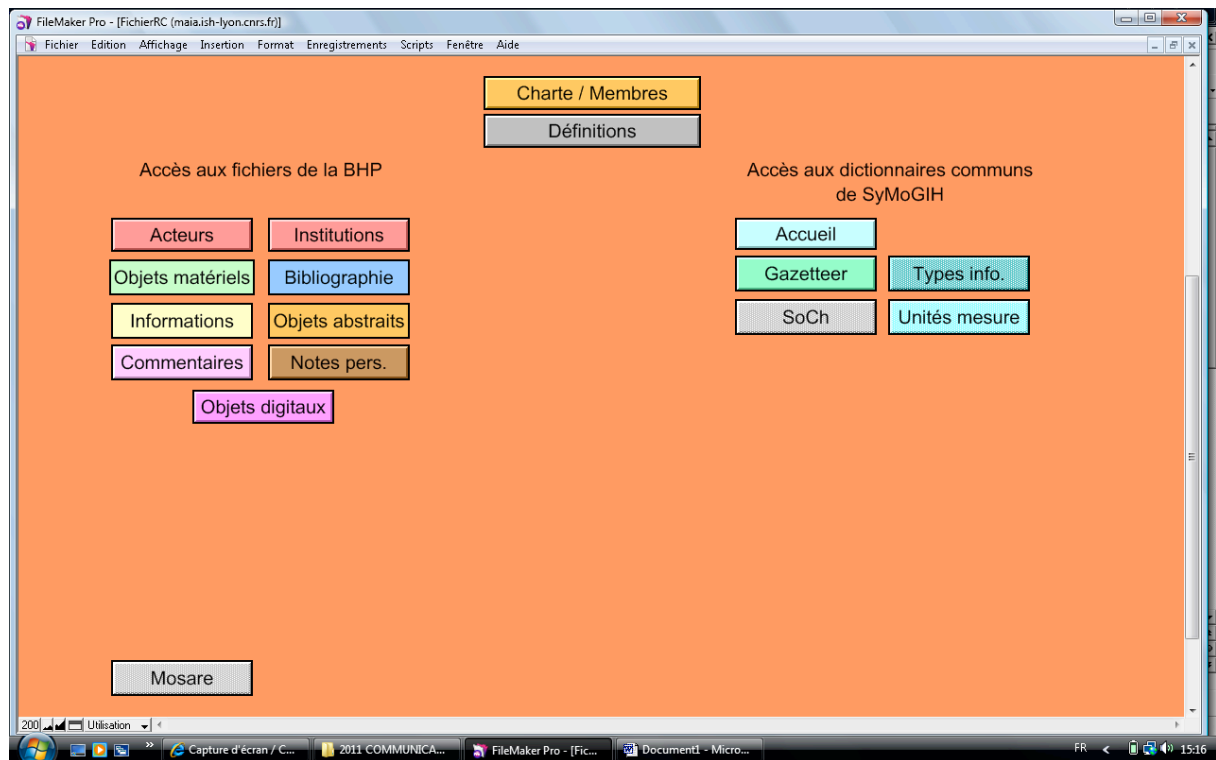 FileMaker Pro - [FichierRC (maia.ish-lyon.cnrs.fr)]
Fichier Edition Affichage Insertion Format Enregistrements Scripts Fenêtre Aide
Charte / Membres
Définitions
Accès aux fichiers de la BHP
Acteurs Institutions
Objets matériels Bibliographie
Informations Objets abstraits
Commentaires Notes pers.
Objets digitaux
Mosare
Accès aux dictionnaires communs
de SyMoGIH
Accueil
Gazetteer Types info.
SoCh Unités mesure
200 Utilisation
Capture d'écran / C... 2011 COMMUNICA... FileMaker Pro - [Fic... Document1 - Micro... FR 15:16